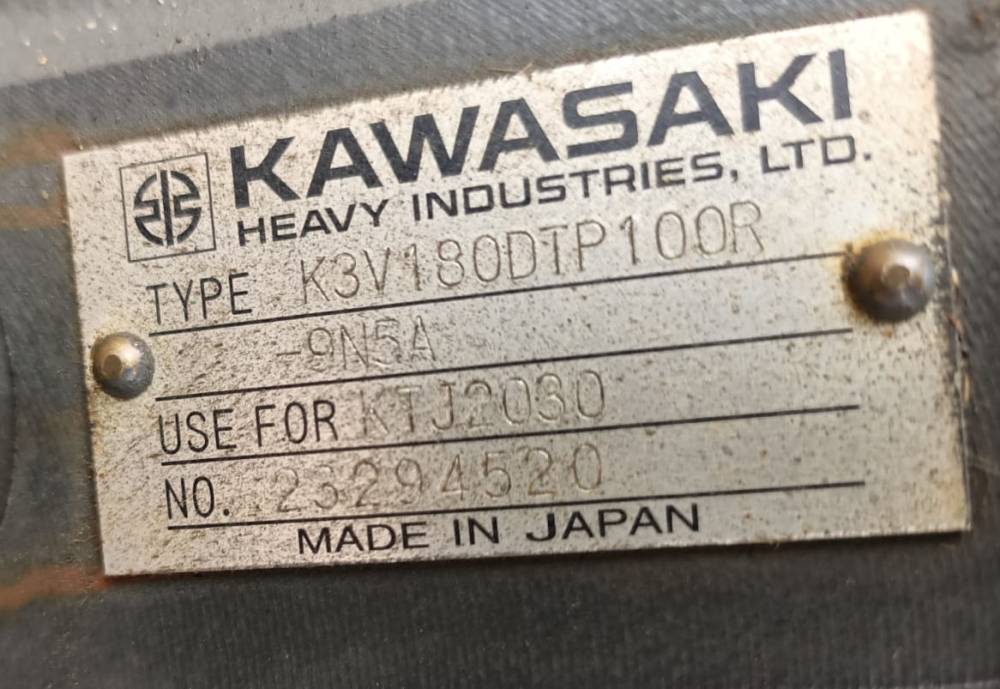 KAWASAKI
HEAVY INDUSTRIES, LTD.
TYPE K3V180DTP100R
-9N5A
USE FOR KTJ2030
NO. 23294520
MADE IN JAPAN